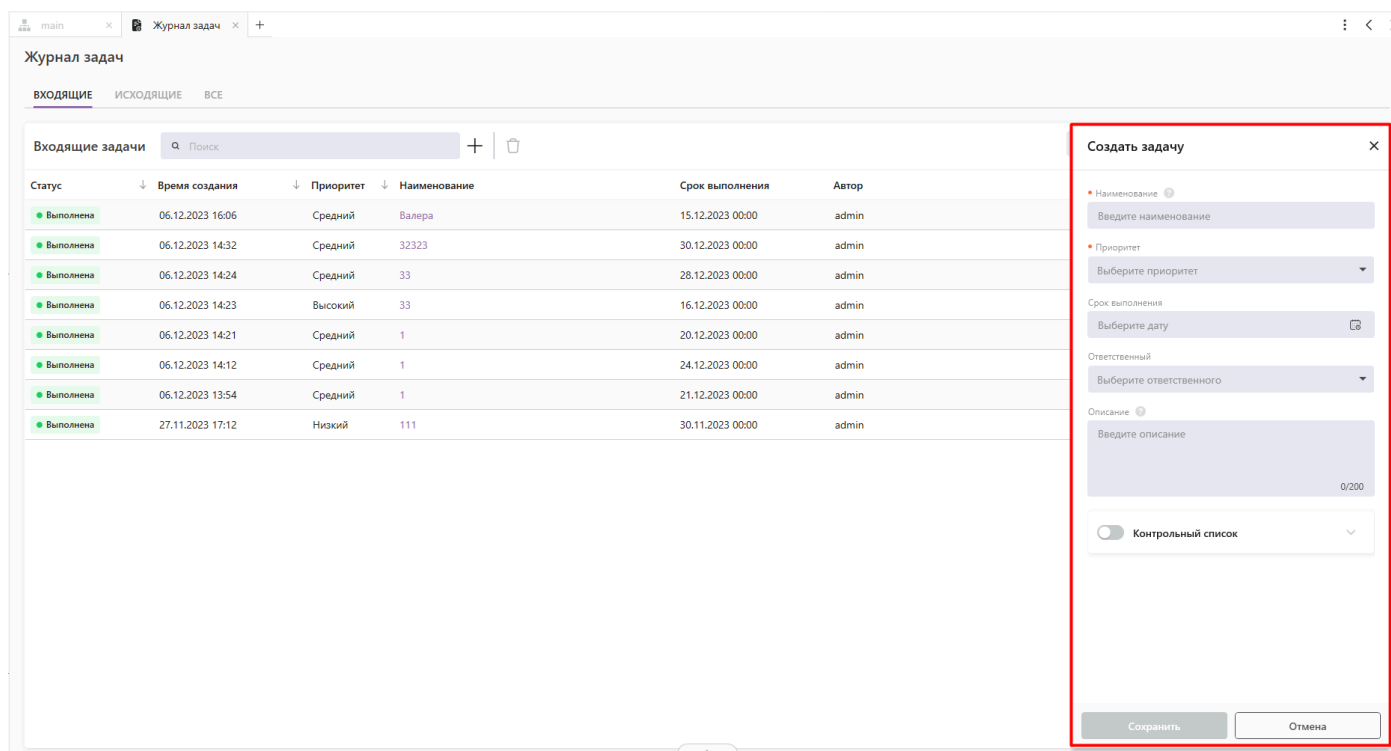 main Журнал задач
Журнал задач
ВХОДЯЩИЕ ИСХОДЯЩИЕ ВСЕ
Входящие задачи Поиск
Статус Время создания Приоритет Наименование Срок выполнения Автор
Выполнена 06.12.2023 16:06 Средний Валера 15.12.2023 00:00 admin
Выполнена 06.12.2023 14:32 Средний 32323 30.12.2023 00:00 admin
Выполнена 06.12.2023 14:24 Средний 33 28.12.2023 00:00 admin
Выполнена 06.12.2023 14:23 Высокий 33 16.12.2023 00:00 admin
Выполнена 06.12.2023 14:21 Средний 1 20.12.2023 00:00 admin
Выполнена 06.12.2023 14:12 Средний 1 24.12.2023 00:00 admin
Выполнена 06.12.2023 13:54 Средний 1 21.12.2023 00:00 admin
Выполнена 27.11.2023 17:12 Низкий 111 30.11.2023 00:00 admin
Создать задачу
Наименование
Введите наименование
Приоритет
Выберите приоритет
Срок выполнения
Выберите дату
Ответственный
Выберите ответственного
Описание
Введите описание
0/200
Контрольный список
Сохранить Отмена